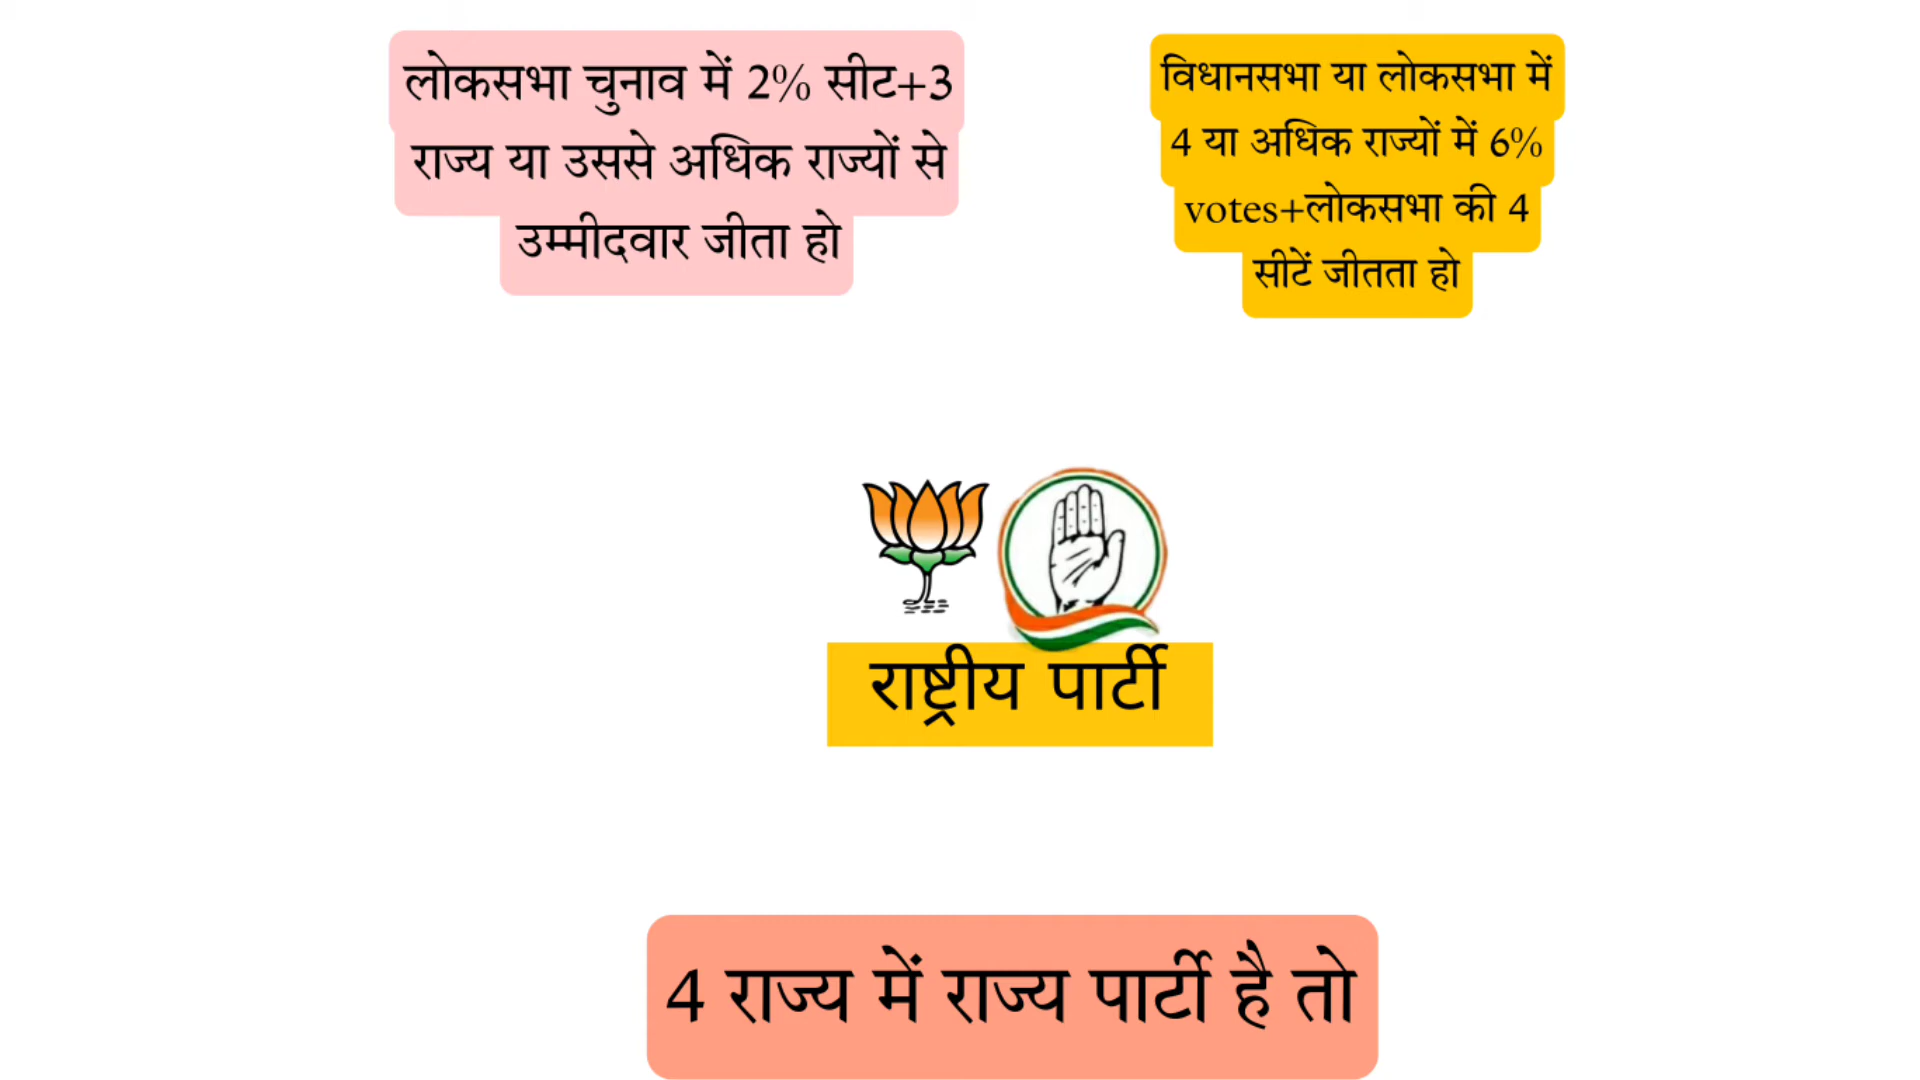 लोकसभा चुनाव में 2% सीट+3
राज्य या उससे अधिक राज्यों से
उम्मीदवार जीता हो
विधानसभा या लोकसभा में
4 या अधिक राज्यों में 6%
votes+लोकसभा की 4
सीटें जीतता हो
राष्ट्रीय पार्टी
4 राज्य में राज्य पार्टी है तो